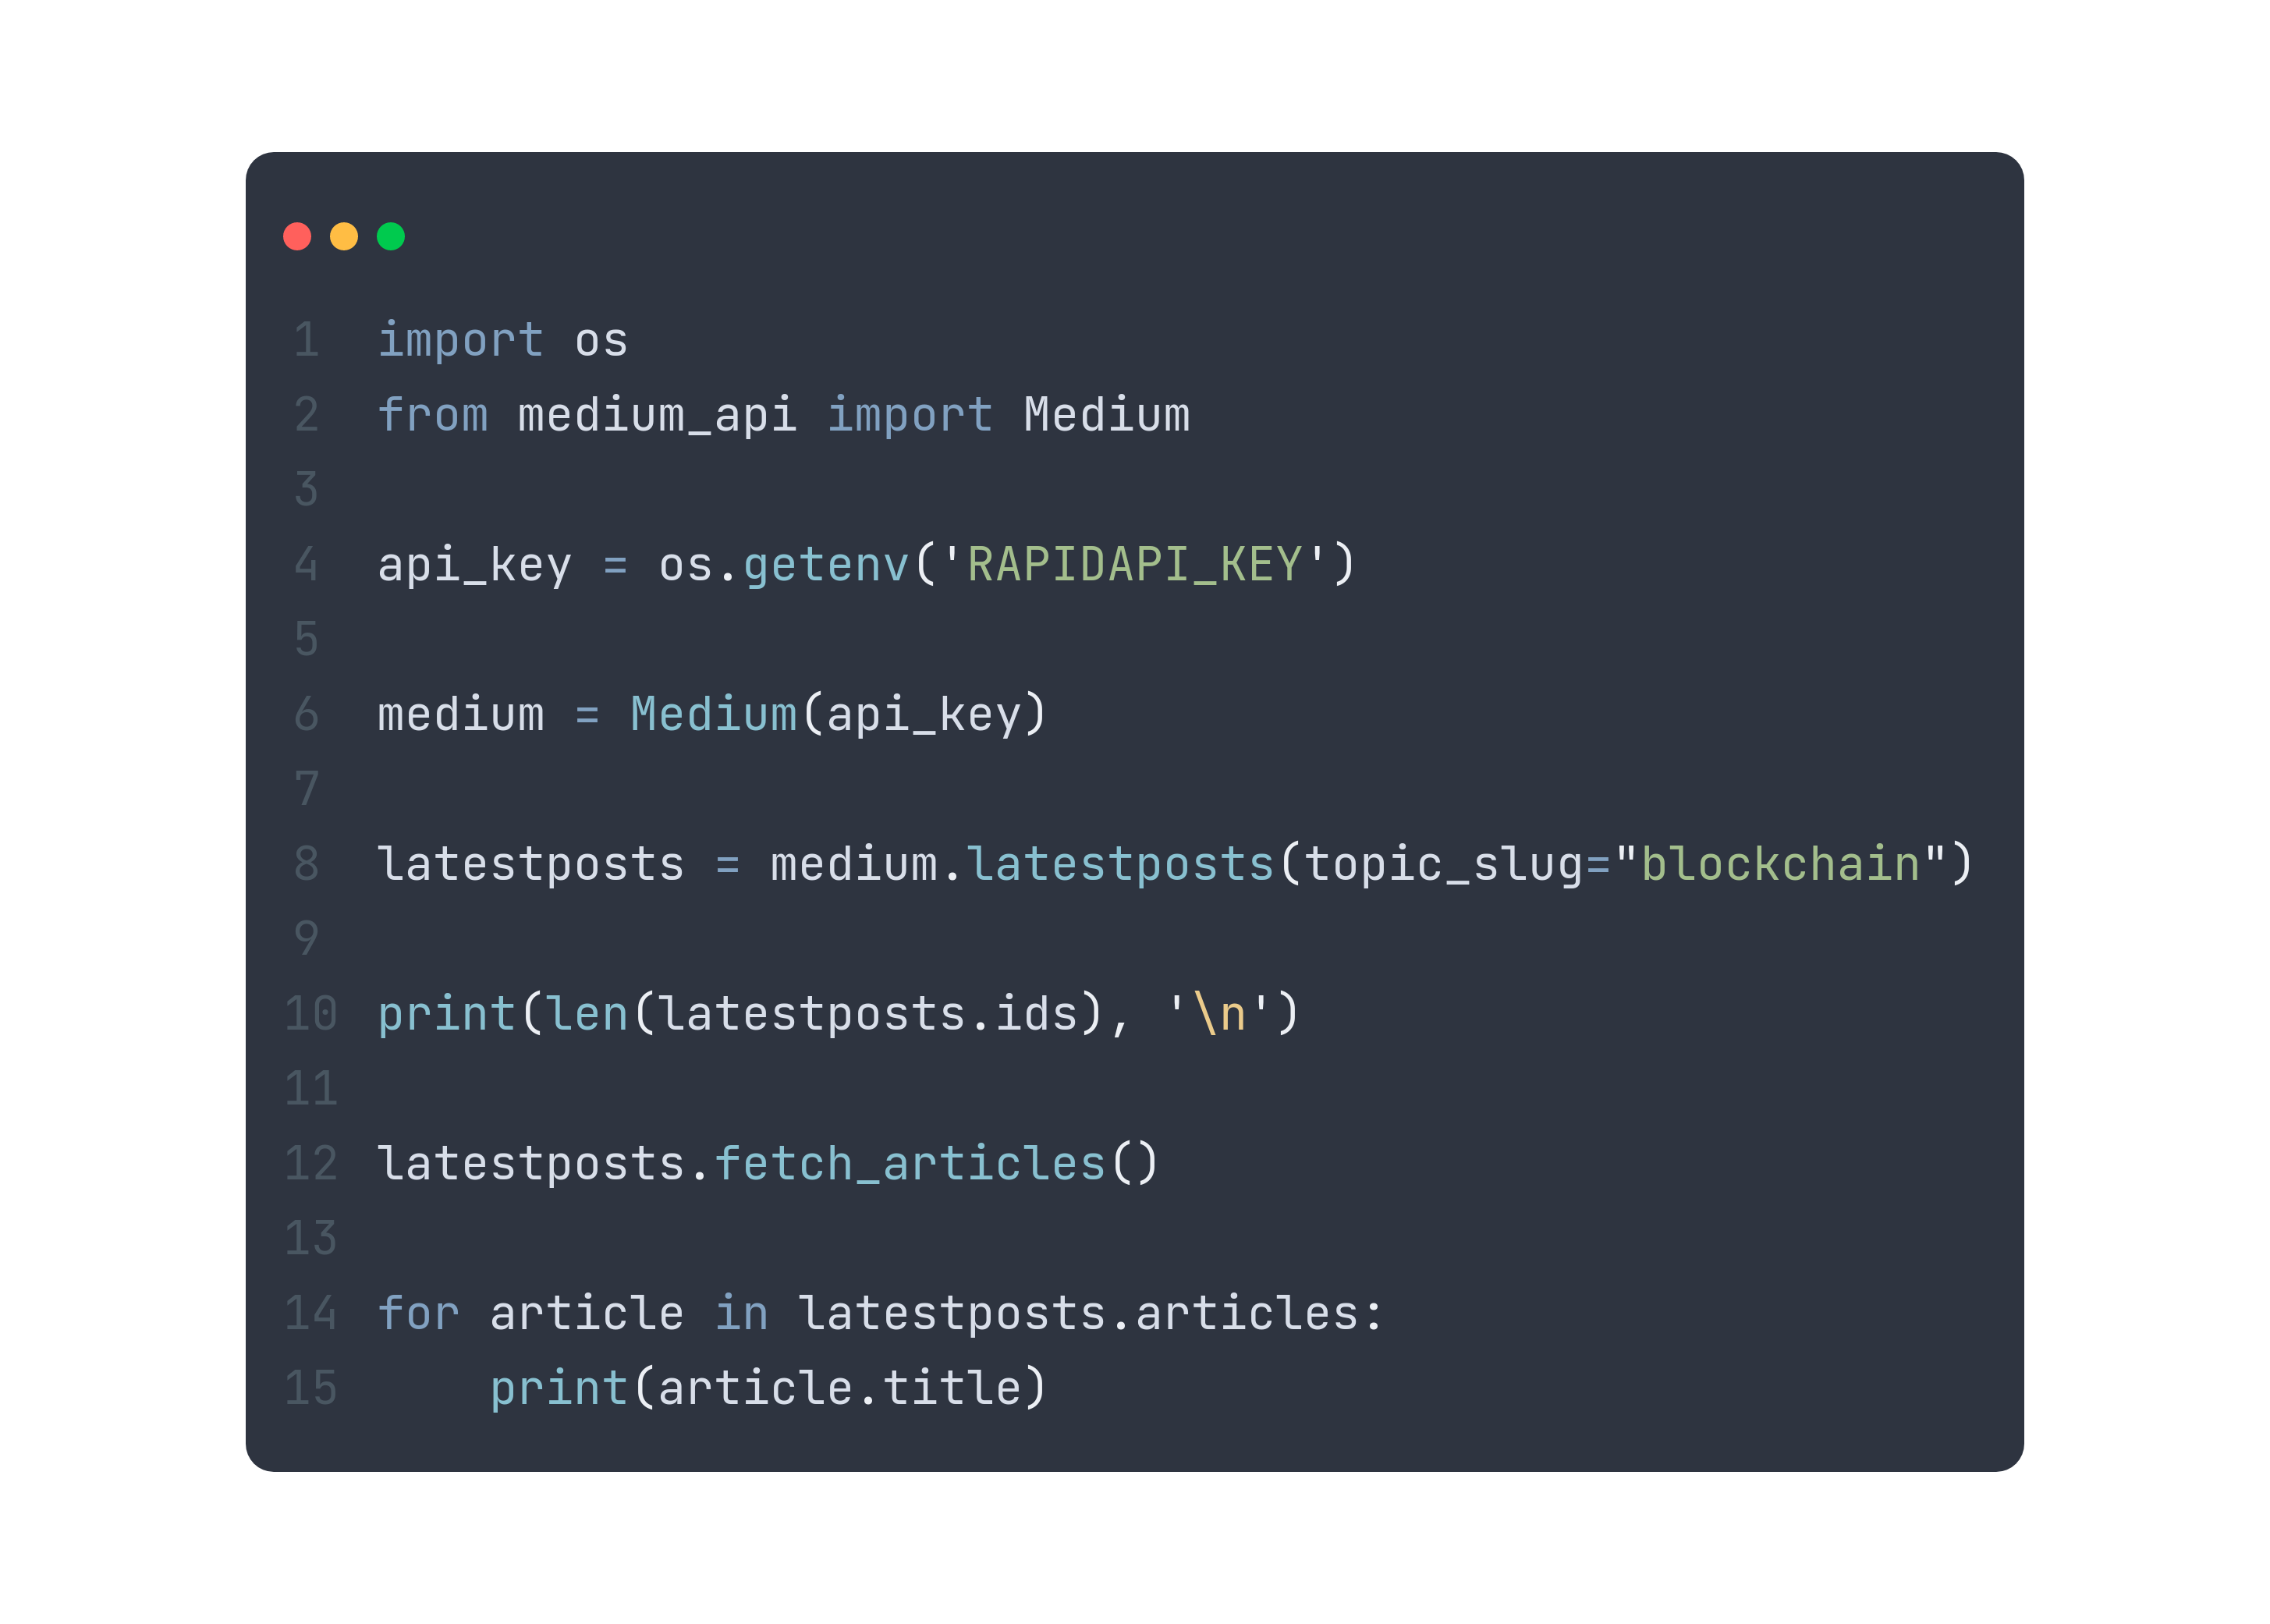 1 import os
2 from medium_api import Medium
3
4 api_key = os.getenv('RAPIDAPI_KEY')
5
6 medium = Medium(api_key)
7
8 latestposts = medium.latestposts(topic_slug="blockchain")
9
10 print(len(latestposts.ids), '\n')
11
12 latestposts.fetch_articles()
13
14 for article in latestposts.articles:
15     print(article.title)